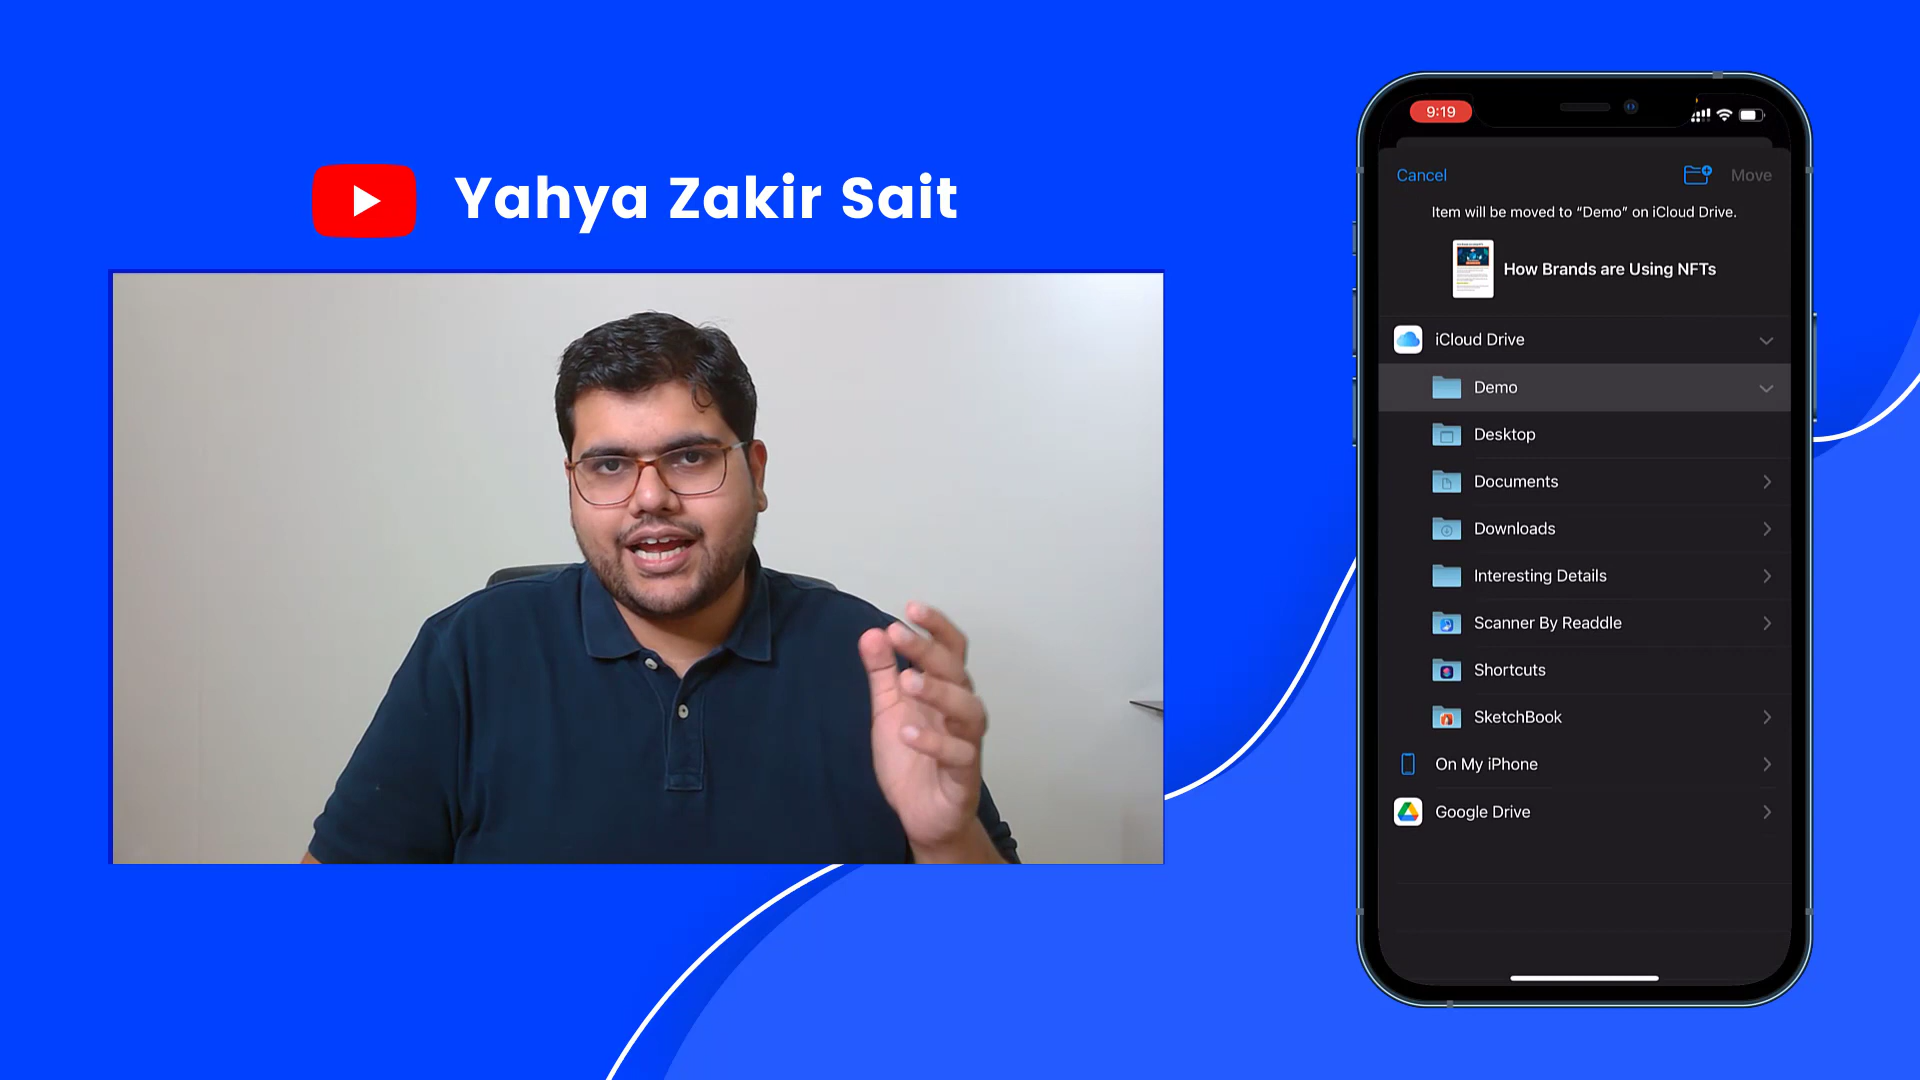 Yahya Zakir Sait
9:19
Cancel
Move
Item will be moved to “Demo” on iCloud Drive.
How Brands are Using NFTs
iCloud Drive
Demo
Desktop
Documents
Downloads
Interesting Details
Scanner By Readdle
Shortcuts
SketchBook
On My iPhone
Google Drive